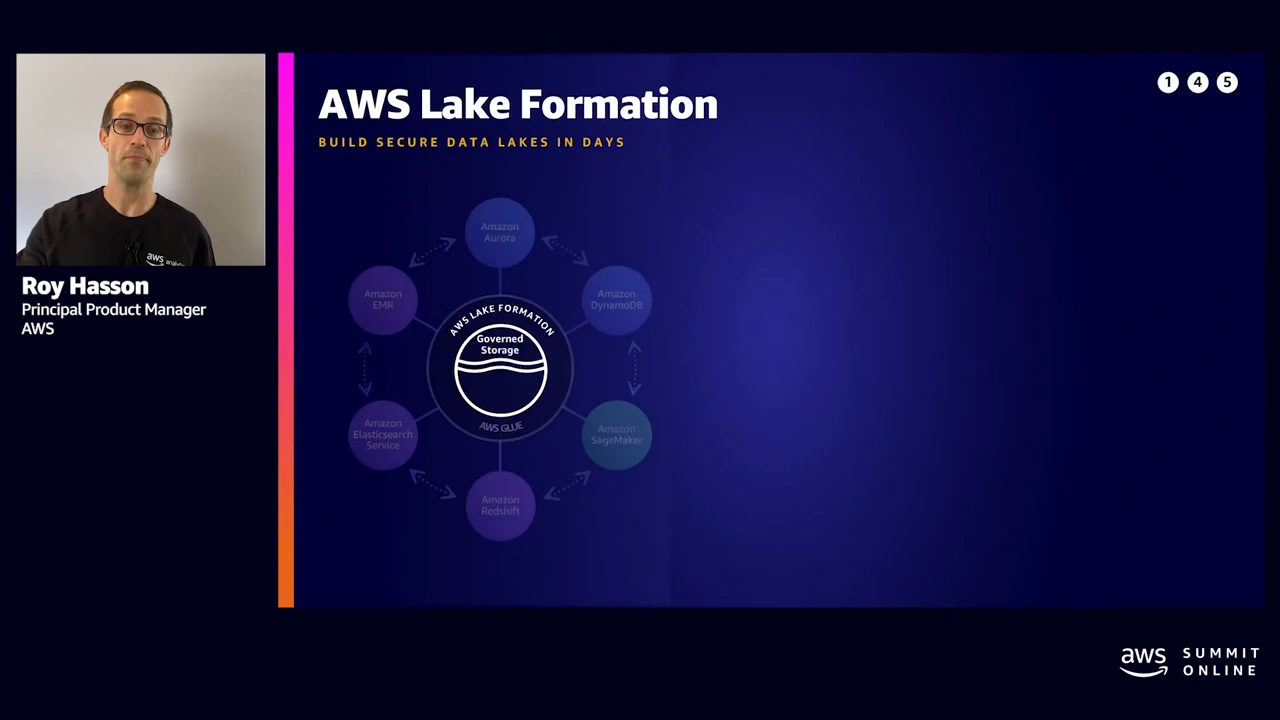 AWS Lake Formation
BUILD SECURE DATA LAKES IN DAYS
1 4 5
Amazon
Aurora
Amazon
EMR
Amazon
DynamoDB
AWS LAKE FORMATION
Governed
Storage
AWS GLUE
Amazon
Elasticsearch
Service
Amazon
SageMaker
Amazon
Redshift
aws
Roy Hasson
Principal Product Manager
AWS
aws
SUMMIT
ONLINE